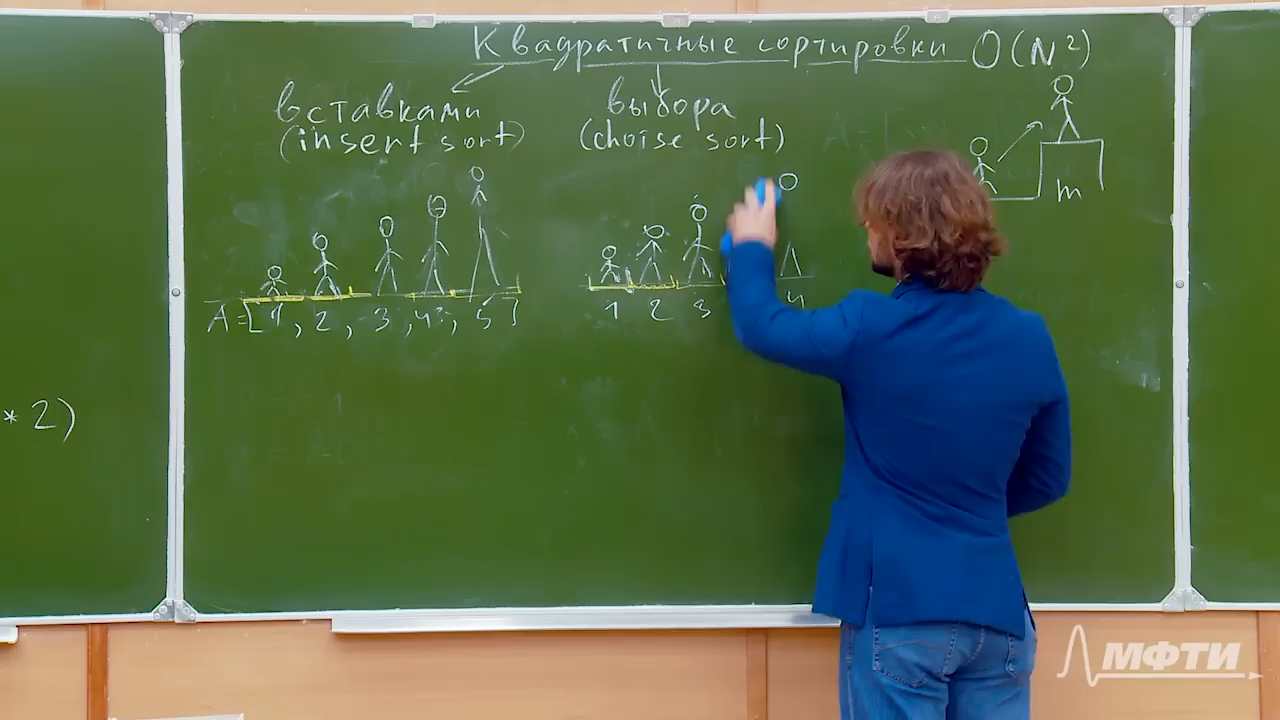 Квадратичные сортировки O(N²)
вставками
(insert sort)
выбора
(choise sort)
m
A=[1, 2, 3, 4, 5]
1 2 3 4
* 2)
МФТИ